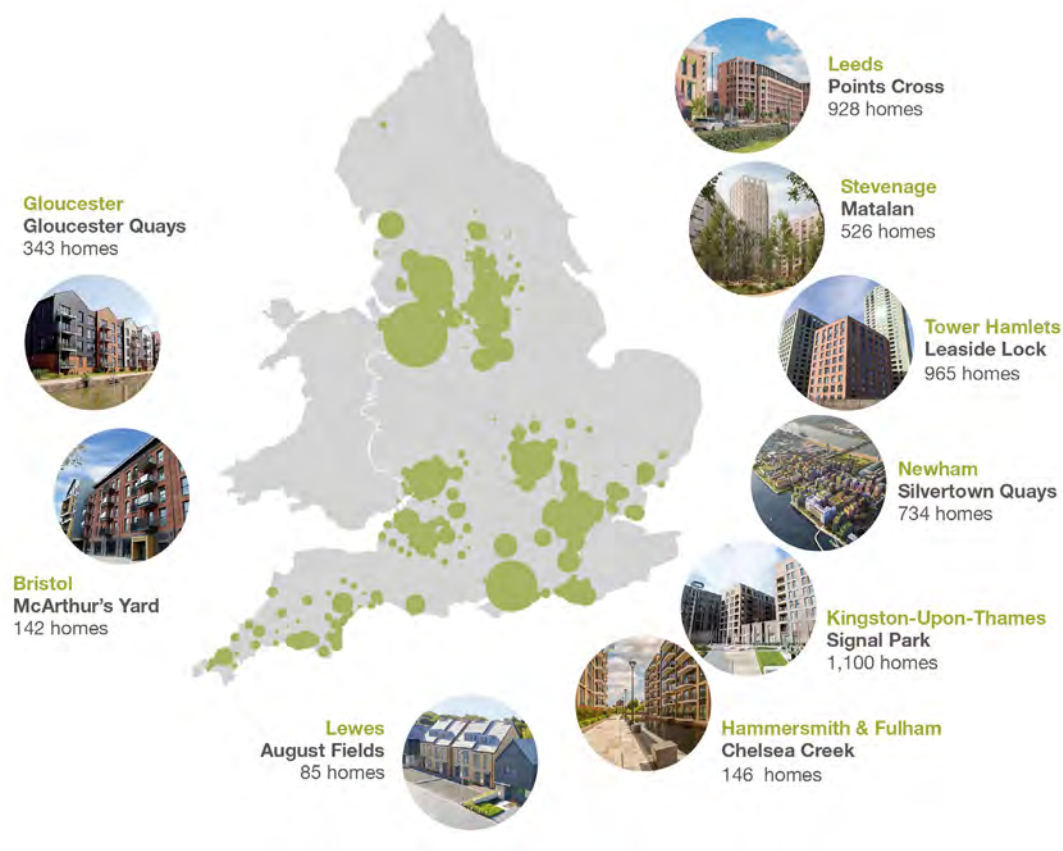 Leeds
Points Cross
928 homes
Stevenage
Matalan
526 homes
Gloucester
Gloucester Quays
343 homes
Tower Hamlets
Leaside Lock
965 homes
Newham
Silvertown Quays
734 homes
Bristol
McArthur's Yard
142 homes
Kingston-Upon-Thames
Signal Park
1,100 homes
Lewes
August Fields
85 homes
Hammersmith & Fulham
Chelsea Creek
146 homes